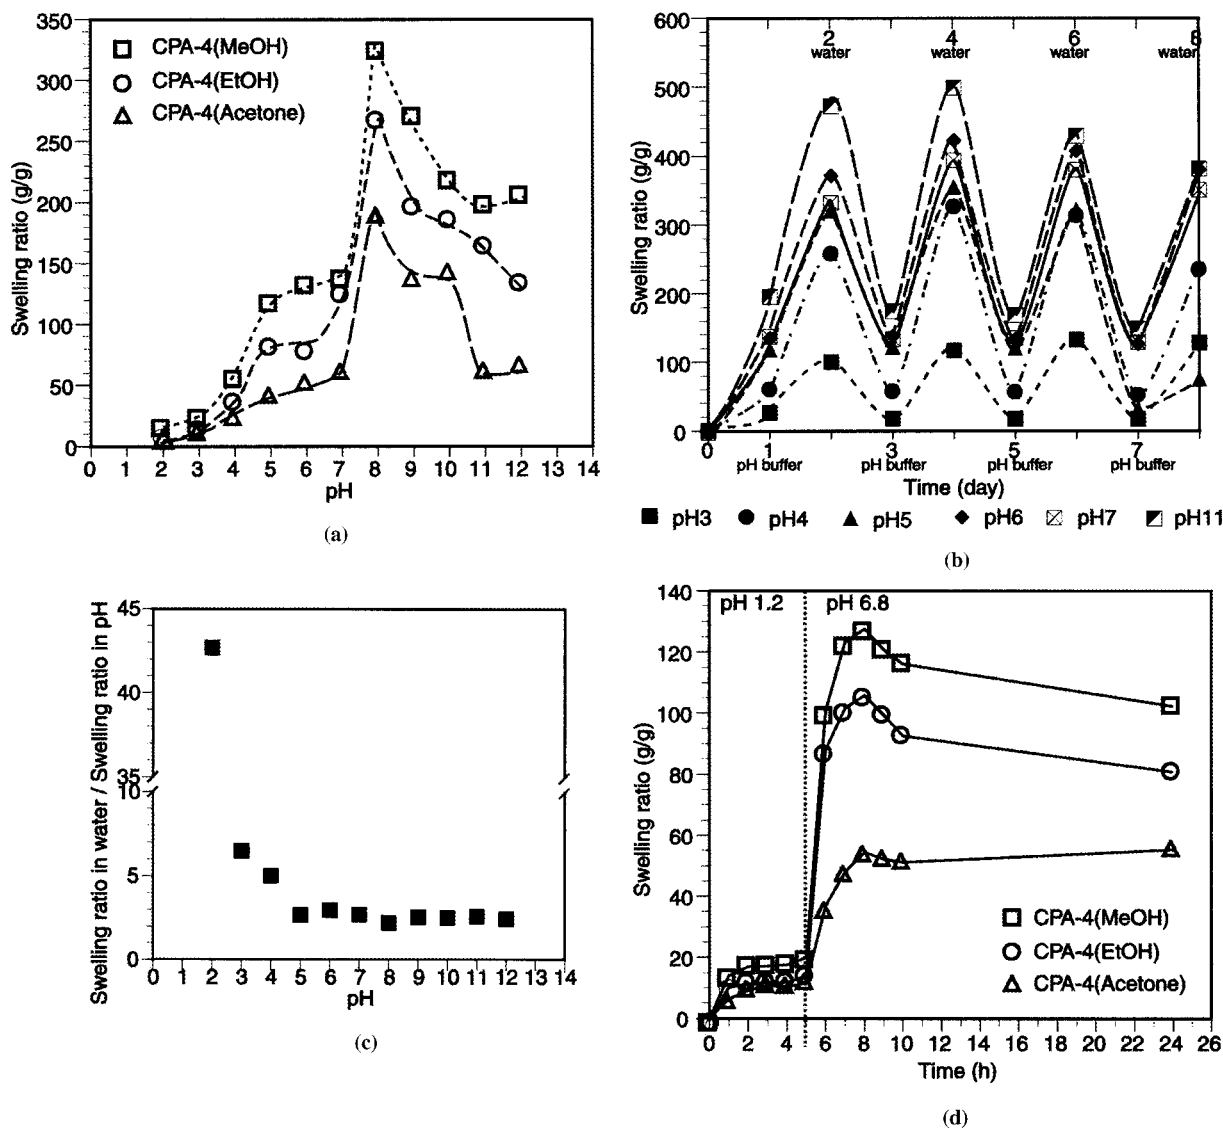 350
300
250
200
150
100
50
0
Swelling ratio (g/g)
CPA-4(MeOH)
CPA-4(EtOH)
CPA-4(Acetone)
0 1 2 3 4 5 6 7 8 9 10 11 12 13 14
pH
(a)
600
500
400
300
200
100
0
Swelling ratio (g/g)
2 4 6 8
water water water water
0 1 3 5 7
pH buffer pH buffer pH buffer pH buffer
Time (day)
pH3 pH4 pH5 pH6 pH7 pH11
(b)
45
40
35
10
5
0
Swelling ratio in water / Swelling ratio in pH
0 1 2 3 4 5 6 7 8 9 10 11 12 13 14
pH
(c)
140
120
100
80
60
40
20
0
Swelling ratio (g/g)
pH 1.2 pH 6.8
CPA-4(MeOH)
CPA-4(EtOH)
CPA-4(Acetone)
0 2 4 6 8 10 12 14 16 18 20 22 24 26
Time (h)
(d)